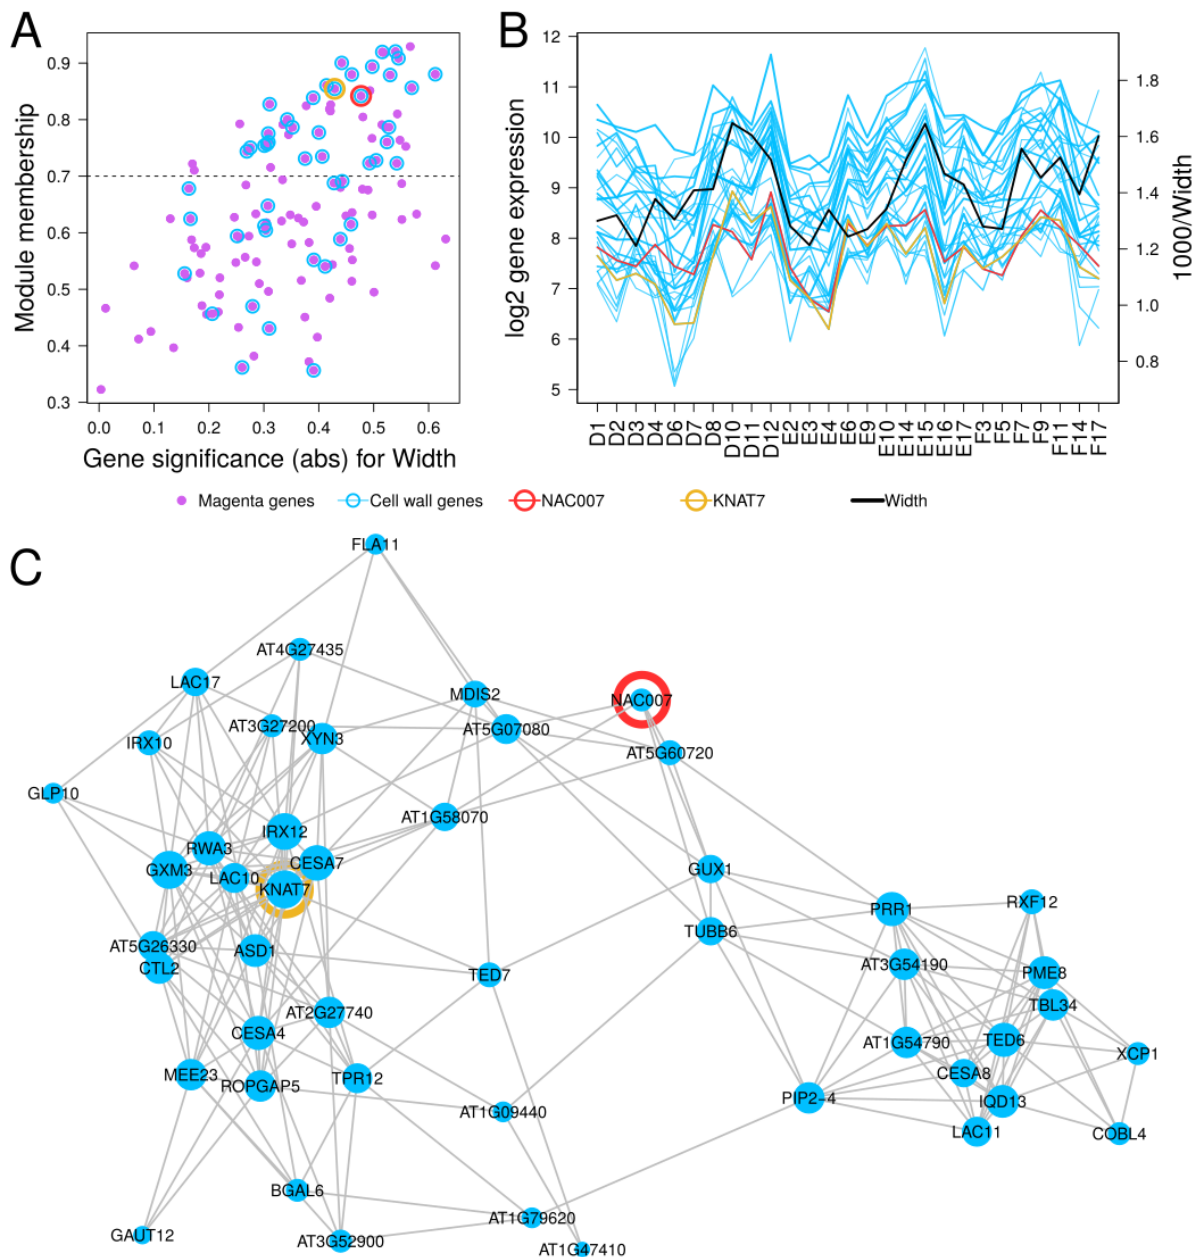 A
B
Module membership
0.9
0.8
0.7
0.6
0.5
0.4
0.3
0.0 0.1 0.2 0.3 0.4 0.5 0.6
Gene significance (abs) for Width
log2 gene expression
12
11
10
9
8
7
6
5
1.8
1.6
1.4
1.2
1.0
0.8
1000/Width
D1 D2 D3 D4 D6 D7 D8 D10 D11 D12 E2 E3 E4 E6 E9 E10 E14 E15 E16 E17 F3 F5 F7 F9 F11 F14 F17
Magenta genes Cell wall genes NAC007 KNAT7 Width
C
FLA11
AT4G27435
LAC17
MDIS2
NAC007
AT3G27200
AT5G07080
XYN3
IRX10
AT5G60720
GLP10
AT1G58070
IRX12
RWA3
CESA7
GXM3
LAC10
GUX1
KNAT7
PRR1
RXF12
TUBB6
AT5G26330
ASD1
CTL2
TED7
AT3G54190
PME8
TBL34
AT2G27740
CESA4
AT1G54790
TED6
XCP1
MEE23
ROPGAP5
TPR12
CESA8
PIP2-4
IQD13
AT1G09440
LAC11
COBL4
BGAL6
AT1G79620
GAUT12
AT3G52900
AT1G47410